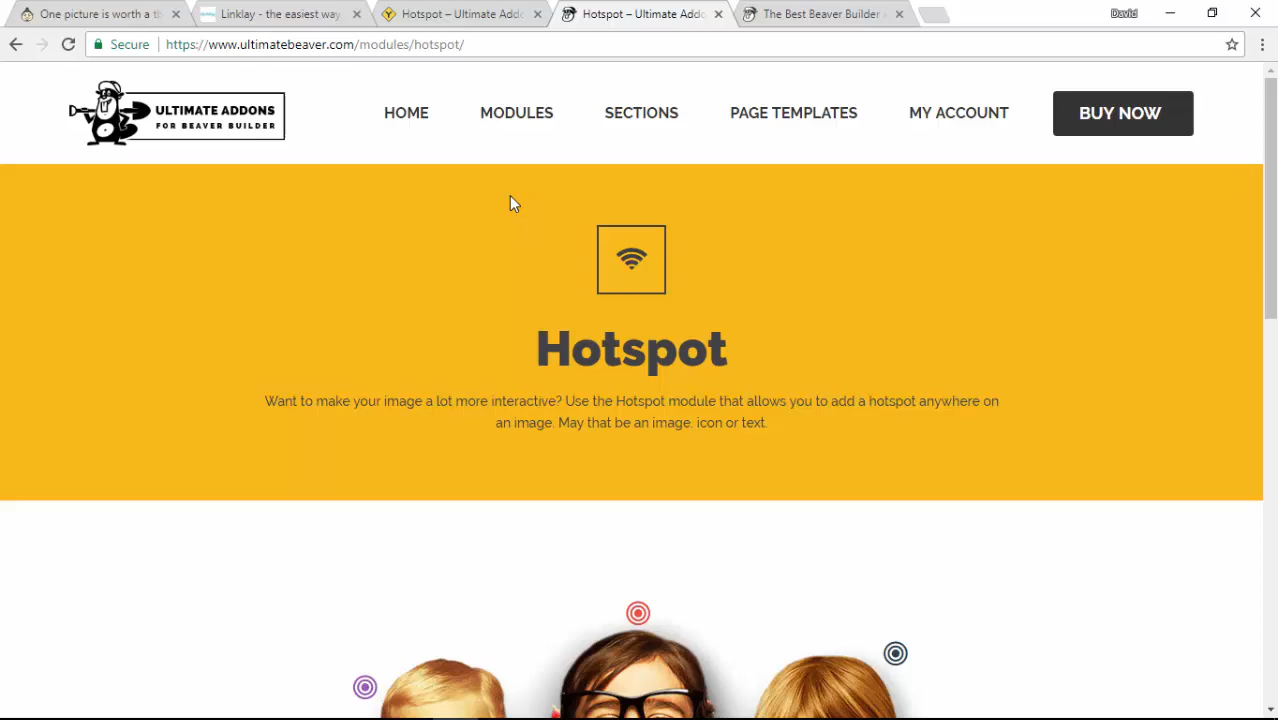 One picture is worth a th
Linklay - the easiest way
Hotspot – Ultimate Addo
Hotspot – Ultimate Addo
The Best Beaver Builder
David
Secure
https://www.ultimatebeaver.com/modules/hotspot/
ULTIMATE ADDONS
FOR BEAVER BUILDER
HOME
MODULES
SECTIONS
PAGE TEMPLATES
MY ACCOUNT
BUY NOW
Hotspot
Want to make your image a lot more interactive? Use the Hotspot module that allows you to add a hotspot anywhere on
an image. May that be an image, icon or text.